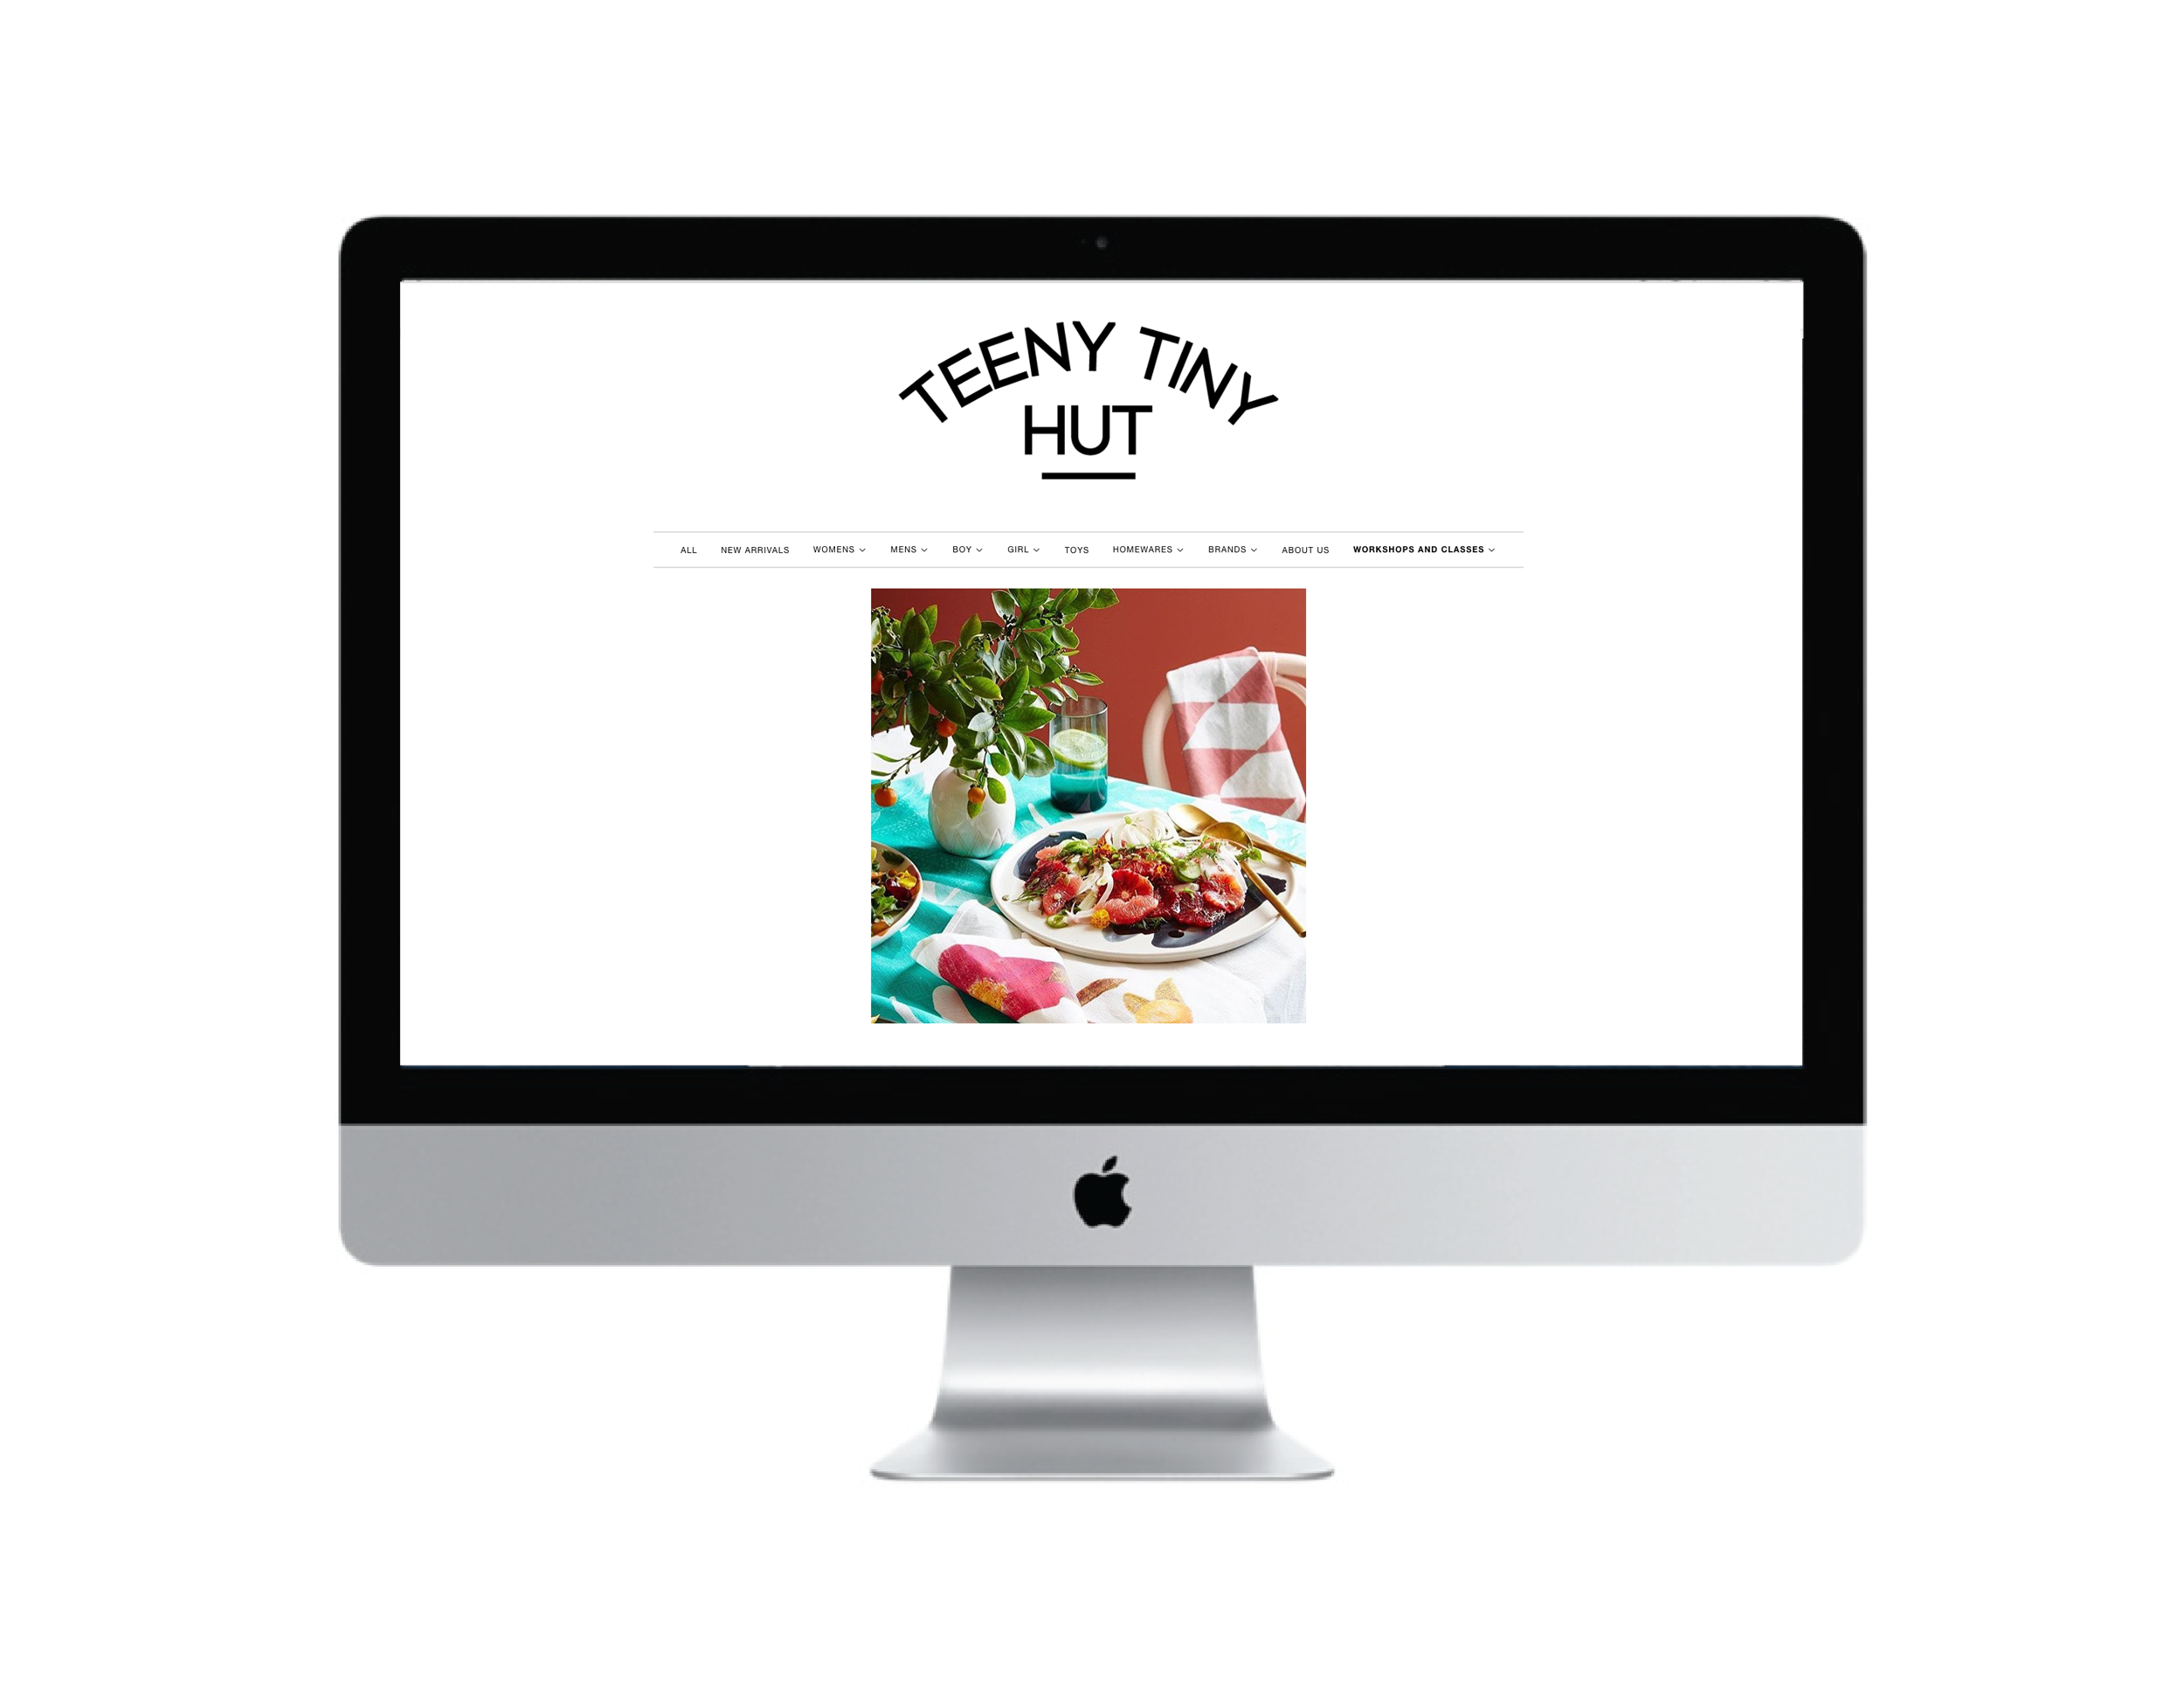 TEENY TINY
HUT
ALL NEW ARRIVALS WOMENS MENS BOY GIRL TOYS HOMEWARES BRANDS ABOUT US WORKSHOPS AND CLASSES